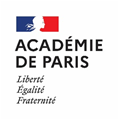 ACADÉMIE
DE PARIS
Liberté
Égalité
Fraternité